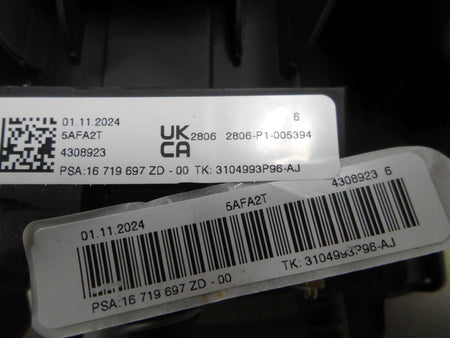 6
01.11.2024
5AFA2T
UK
CA
2806 2806-P1-005394
4308923
PSA:16 719 697 ZD - 00 TK: 3104993P96-AJ
01.11.2024 5AFA2T 4308923 6
PSA:16 719 697 ZD - 00 TK: 3104993P96-AJ